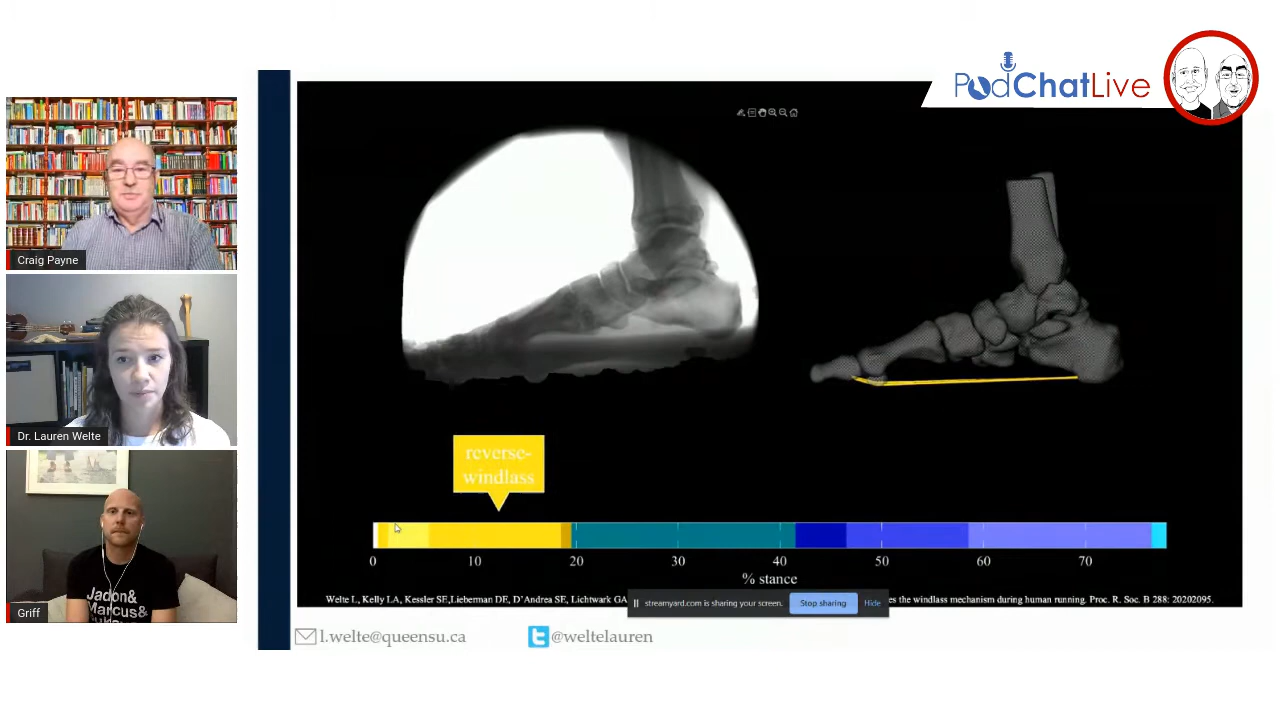 PodChatLive
Craig Payne
Dr. Lauren Welte
Jadon&
Marcus&
Griff
reverse-
windlass
0 10 20 30 40 50 60 70
% stance
Welte L, Kelly LA, Kessler SE,Lieberman DE, D'Andrea SE, Lichtwark GA
es the windlass mechanism during human running. Proc. R. Soc. B 288: 20202095.
streamyard.com is sharing your screen. Stop sharing Hide
l.welte@queensu.ca @weltelauren